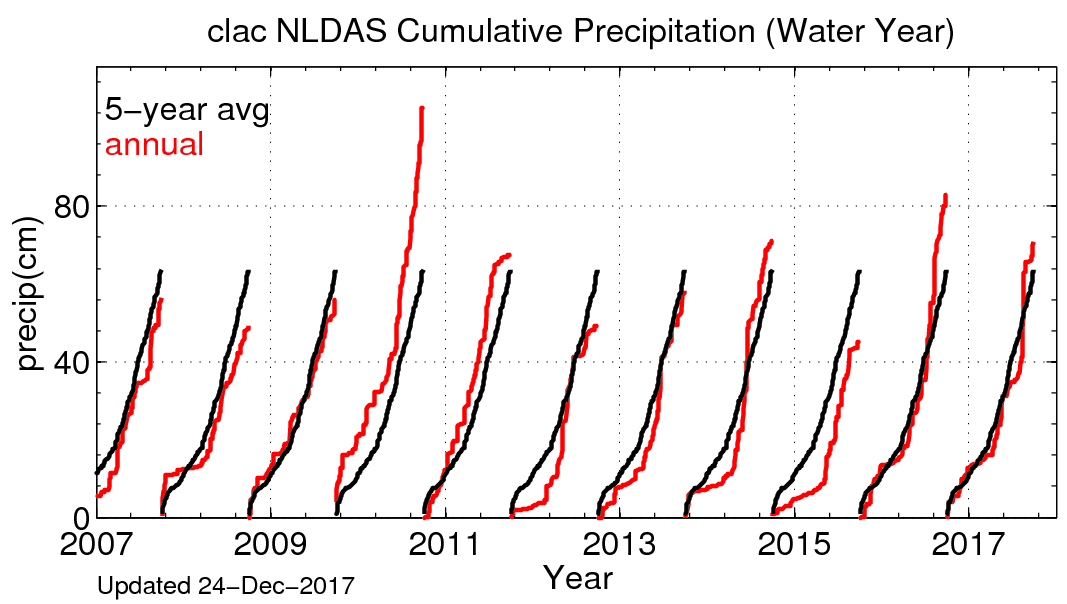 clac NLDAS Cumulative Precipitation (Water Year)
5-year avg
annual
80
40
0
precip(cm)
2007 2009 2011 2013 2015 2017
Year
Updated 24-Dec-2017